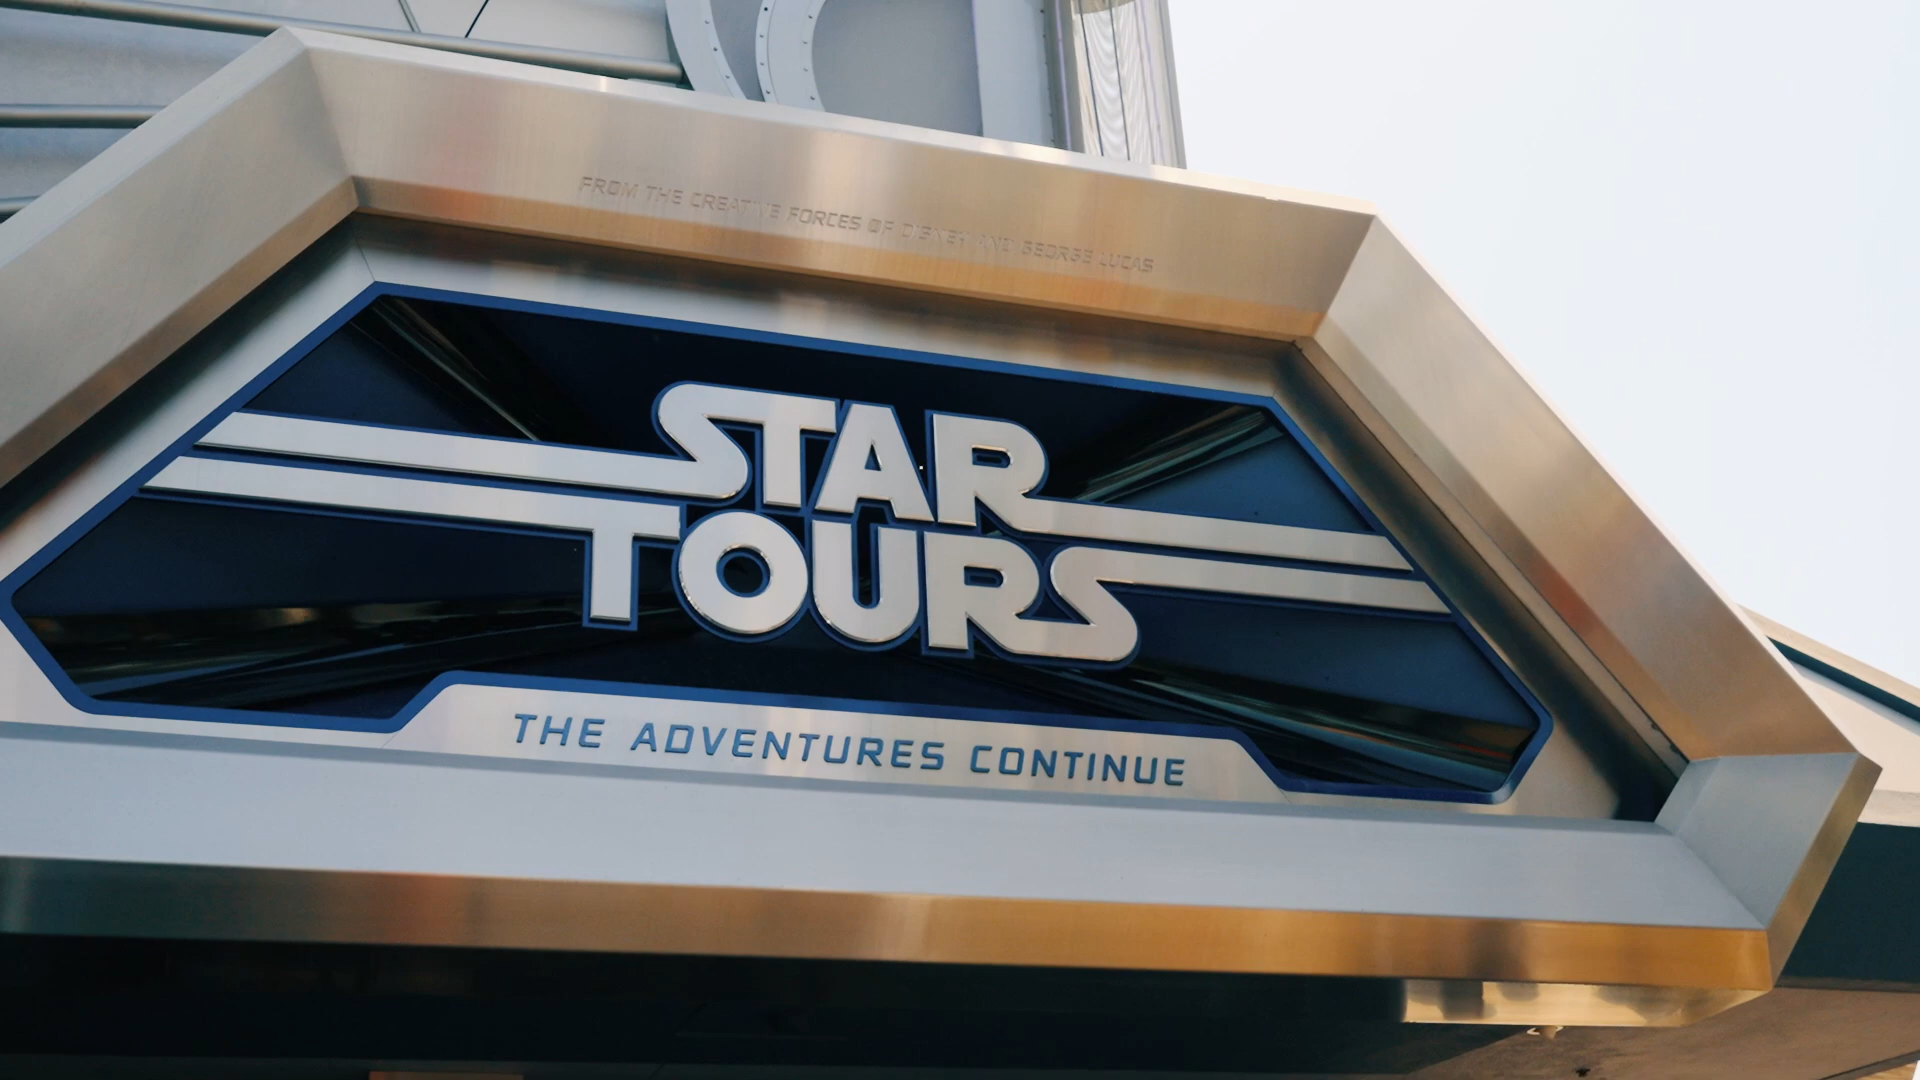 FROM THE CREATIVE FORCES OF DISNEY AND GEORGE LUCAS
STAR
TOURS
THE ADVENTURES CONTINUE